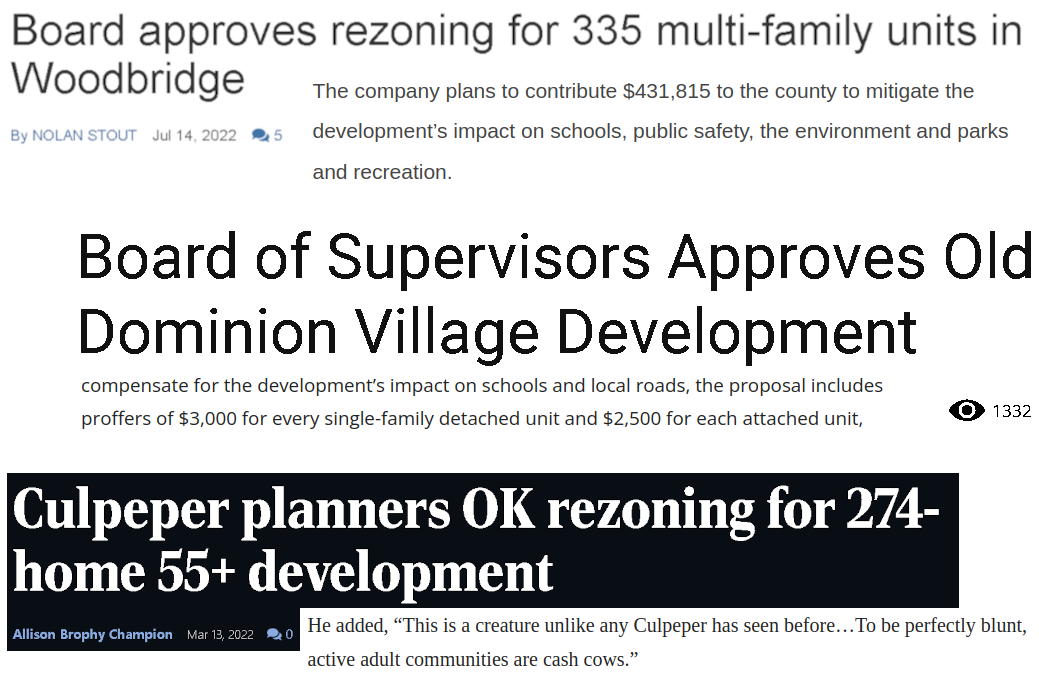 Board approves rezoning for 335 multi-family units in
Woodbridge
By NOLAN STOUT Jul 14, 2022 5
The company plans to contribute $431,815 to the county to mitigate the
development’s impact on schools, public safety, the environment and parks
and recreation.
Board of Supervisors Approves Old
Dominion Village Development
compensate for the development’s impact on schools and local roads, the proposal includes
proffers of $3,000 for every single-family detached unit and $2,500 for each attached unit,
1332
Culpeper planners OK rezoning for 274-
home 55+ development
Allison Brophy Champion Mar 13, 2022 0
He added, “This is a creature unlike any Culpeper has seen before…To be perfectly blunt,
active adult communities are cash cows.”